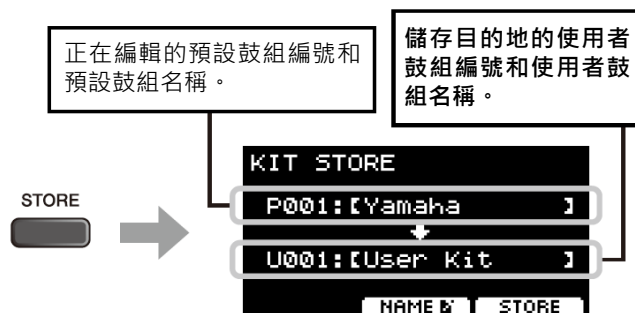 正在編輯的預設鼓組編號和
預設鼓組名稱。
儲存目的地的使用者
鼓組編號和使用者鼓
組名稱。
STORE
KIT STORE
P001:[Yamaha ]
U001:[User Kit ]
NAME STORE